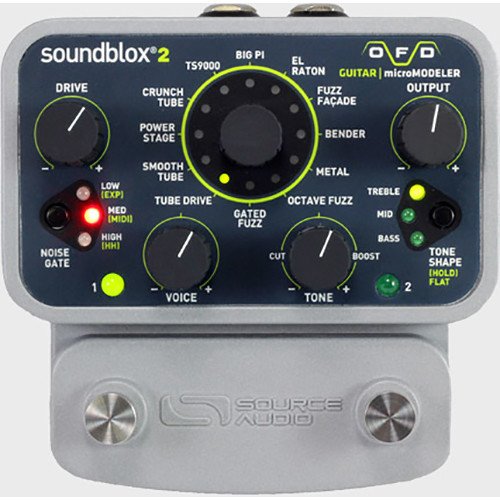 soundblox®2
OFD
GUITAR | microMODELER
DRIVE
OUTPUT
BIG PI
TS9000
EL
RATON
CRUNCH
TUBE
FUZZ
FAÇADE
POWER
STAGE
BENDER
SMOOTH
TUBE
METAL
TUBE DRIVE
OCTAVE FUZZ
GATED
FUZZ
- +
- +
LOW
(EXP)
MED
(MIDI)
HIGH
(HH)
NOISE
GATE
TREBLE
MID
BASS
TONE
SHAPE
(HOLD)
FLAT
CUT
BOOST
- +
VOICE
- +
TONE
1
2
SOURCE
AUDIO